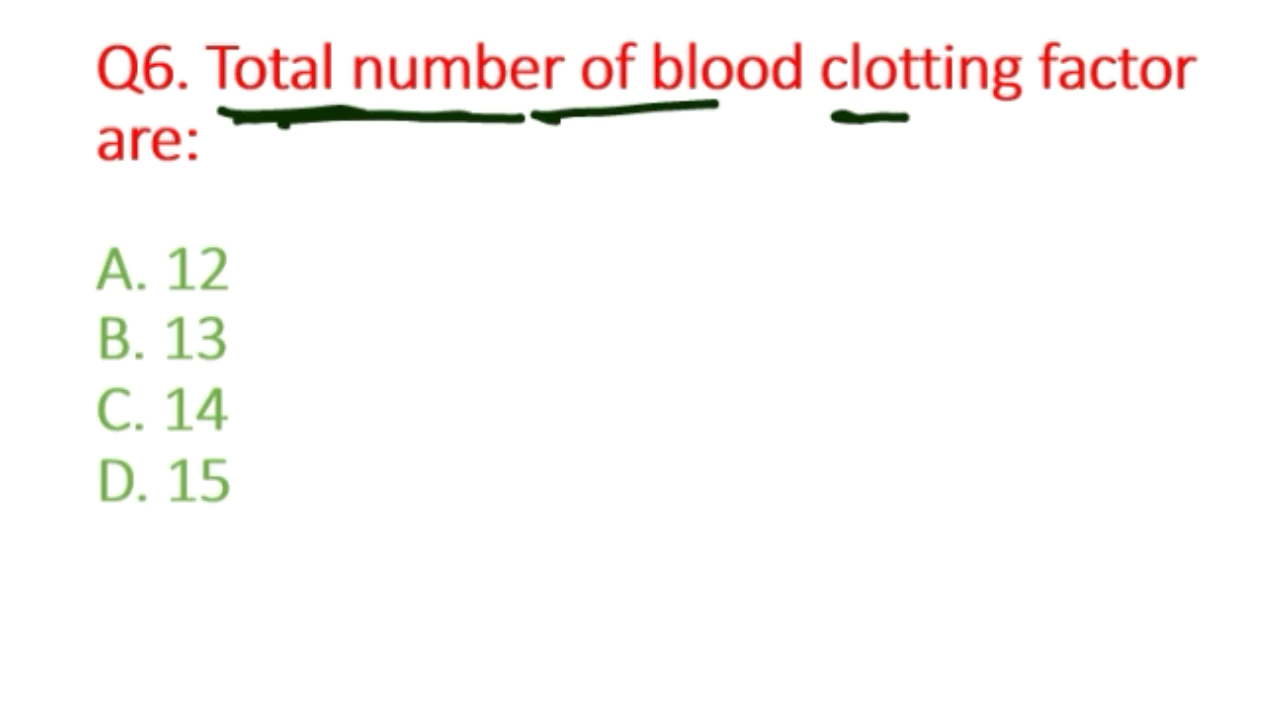 Q6. Total number of blood clotting factor
are:
A. 12
B. 13
C. 14
D. 15